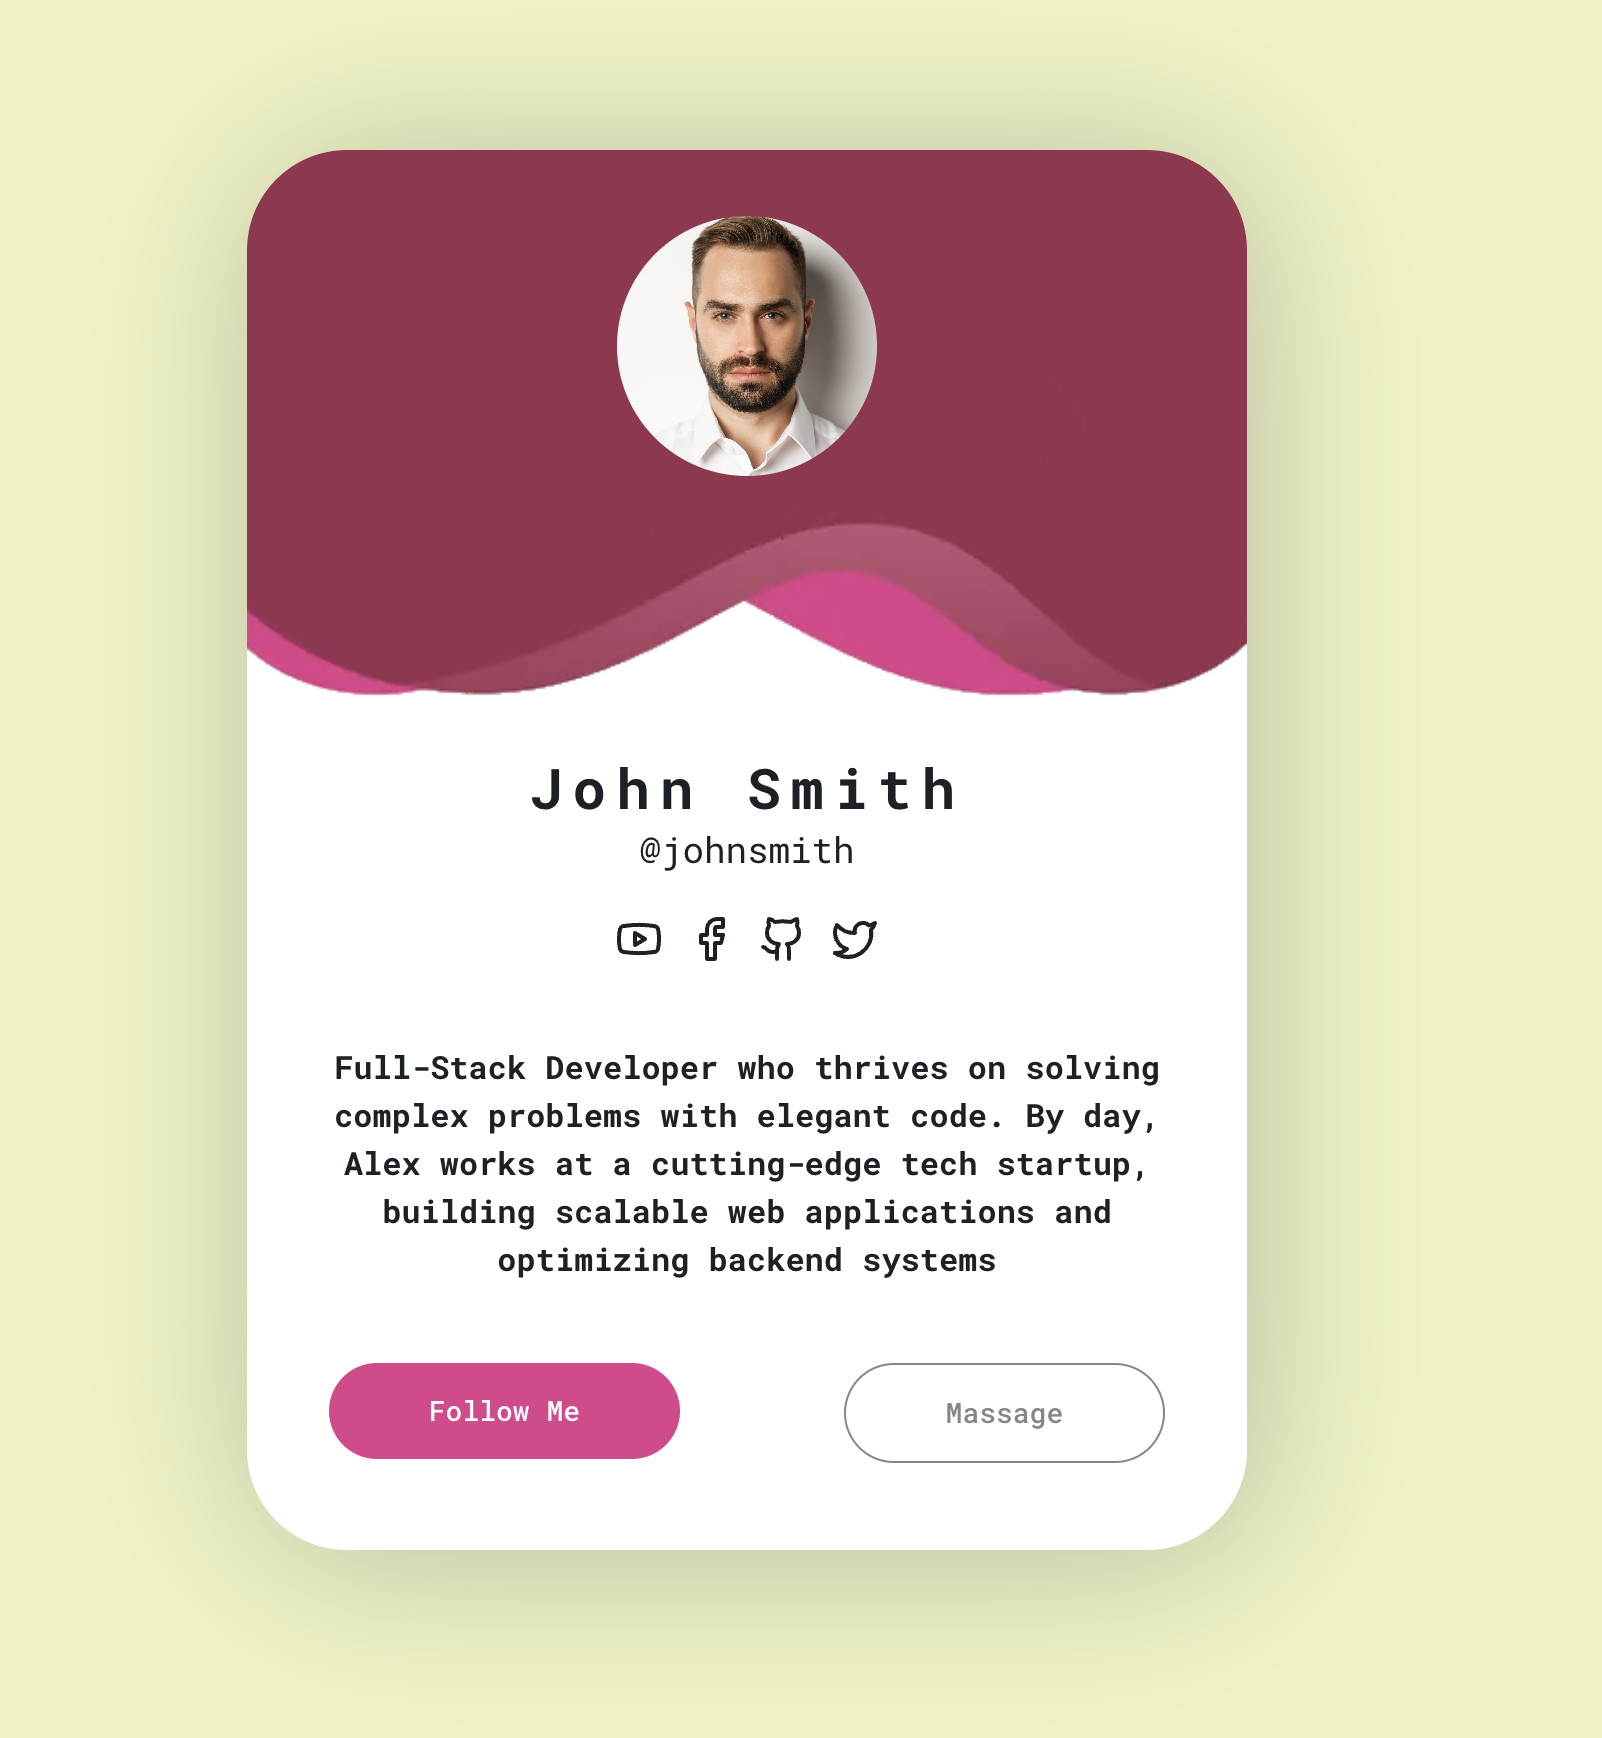 John Smith
@johnsmith
Full-Stack Developer who thrives on solving
complex problems with elegant code. By day,
Alex works at a cutting-edge tech startup,
building scalable web applications and
optimizing backend systems
Follow Me
Massage